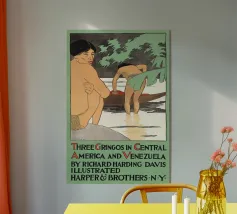 THREE GRINGOS IN CENTRAL
AMERICA AND VENEZUELA
BY RICHARD HARDING DAVIS
ILLUSTRATED
HARPER & BROTHERS·N·Y·